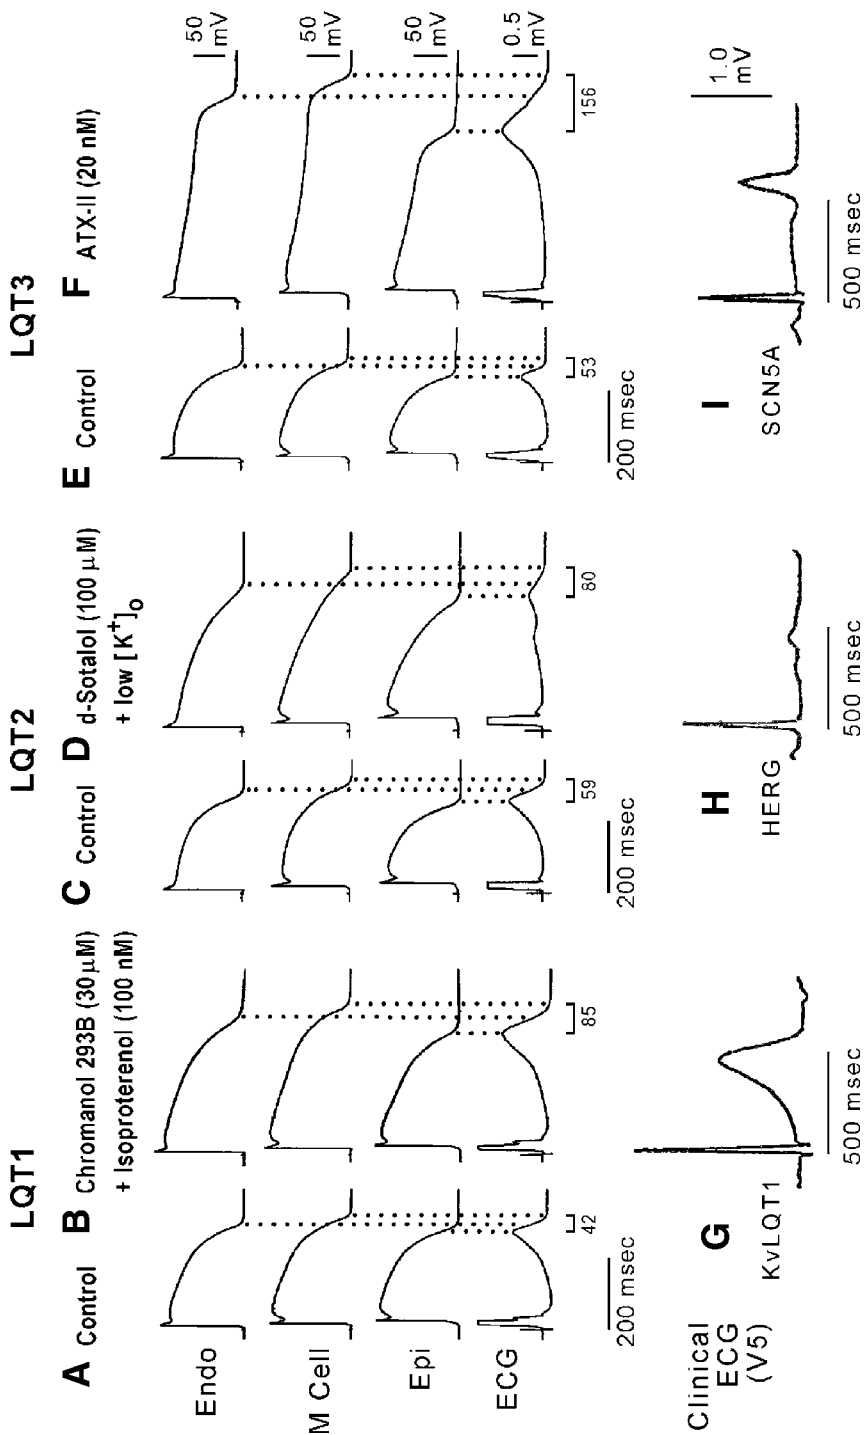 LQT1
LQT2
LQT3
A Control
B Chromanol 293B (30 μM)
+ Isoproterenol (100 nM)
C Control
D d-Sotalol (100 μM)
+ low [K+]o
E Control
F ATX-II (20 nM)
Endo
50
mV
M Cell
50
mV
Epi
50
mV
ECG
0.5
mV
42
85
59
80
53
156
200 msec
200 msec
200 msec
Clinical
ECG
(V5)
G
KvLQT1
H
HERG
I
SCN5A
1.0
mV
500 msec
500 msec
500 msec